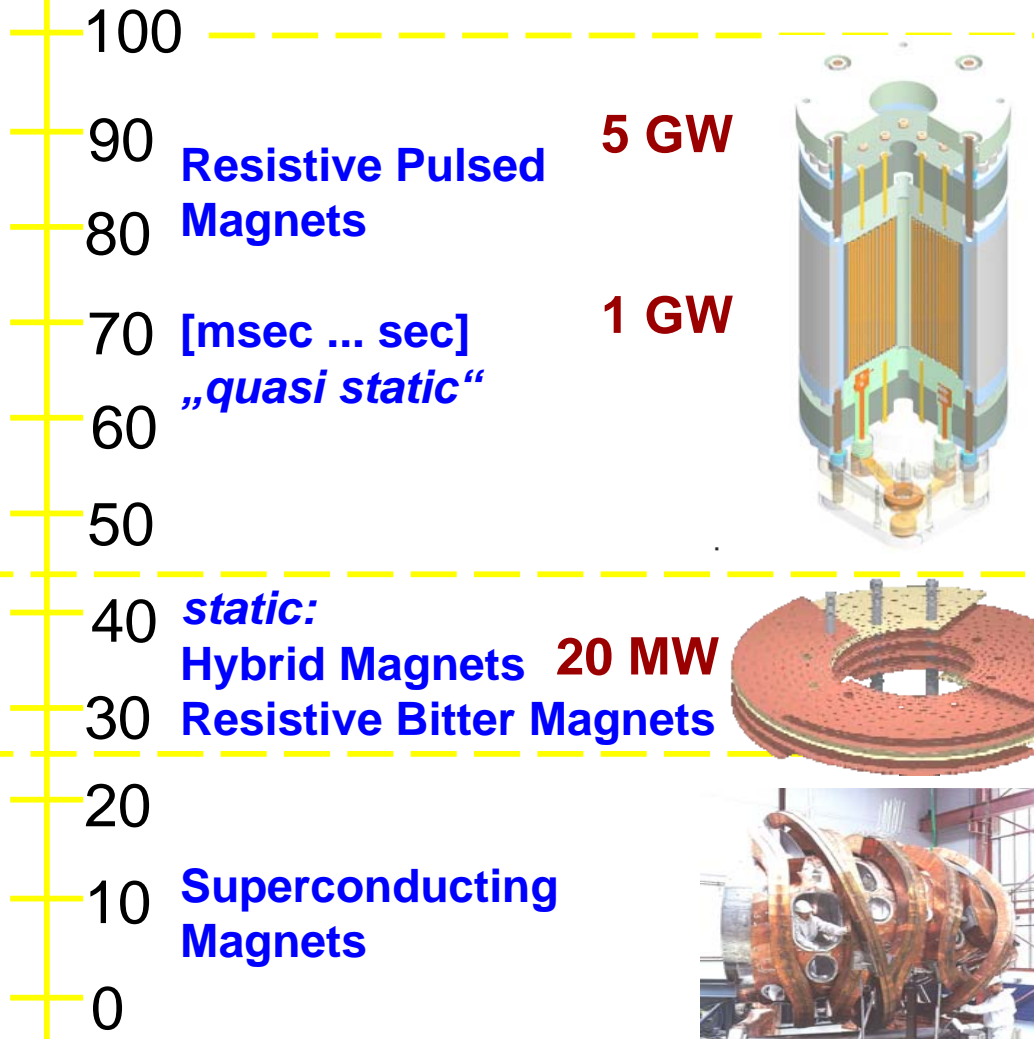 100
90
5 GW
Resistive Pulsed
Magnets
80
70
[msec ... sec]
1 GW
„quasi static“
60
50
40
static:
Hybrid Magnets
20 MW
30
Resistive Bitter Magnets
20
10
Superconducting
Magnets
0